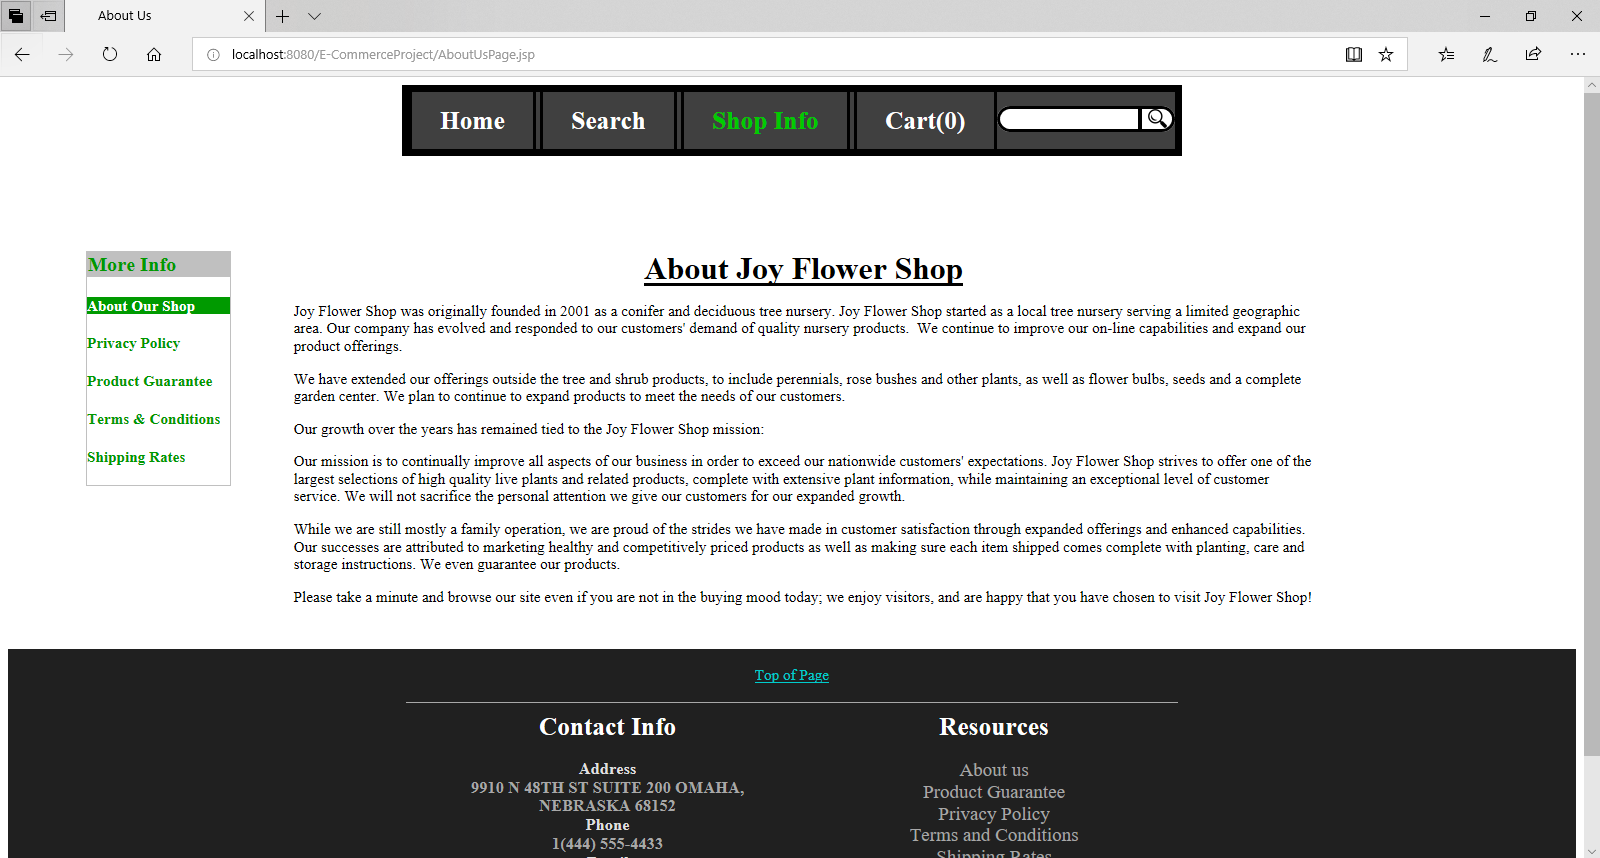 About Us
localhost:8080/E-CommerceProject/AboutUsPage.jsp
Home Search Shop Info Cart(0)
More Info
About Our Shop
Privacy Policy
Product Guarantee
Terms & Conditions
Shipping Rates
About Joy Flower Shop
Joy Flower Shop was originally founded in 2001 as a conifer and deciduous tree nursery. Joy Flower Shop started as a local tree nursery serving a limited geographic
area. Our company has evolved and responded to our customers' demand of quality nursery products.  We continue to improve our on-line capabilities and expand our
product offerings.
We have extended our offerings outside the tree and shrub products, to include perennials, rose bushes and other plants, as well as flower bulbs, seeds and a complete
garden center. We plan to continue to expand products to meet the needs of our customers.
Our growth over the years has remained tied to the Joy Flower Shop mission:
Our mission is to continually improve all aspects of our business in order to exceed our nationwide customers' expectations. Joy Flower Shop strives to offer one of the
largest selections of high quality live plants and related products, complete with extensive plant information, while maintaining an exceptional level of customer
service. We will not sacrifice the personal attention we give our customers for our expanded growth.
While we are still mostly a family operation, we are proud of the strides we have made in customer satisfaction through expanded offerings and enhanced capabilities.
Our successes are attributed to marketing healthy and competitively priced products as well as making sure each item shipped comes complete with planting, care and
storage instructions. We even guarantee our products.
Please take a minute and browse our site even if you are not in the buying mood today; we enjoy visitors, and are happy that you have chosen to visit Joy Flower Shop!
Top of Page
Contact Info
Address
9910 N 48TH ST SUITE 200 OMAHA,
NEBRASKA 68152
Phone
1(444) 555-4433
Resources
About us
Product Guarantee
Privacy Policy
Terms and Conditions
Shipping Rates